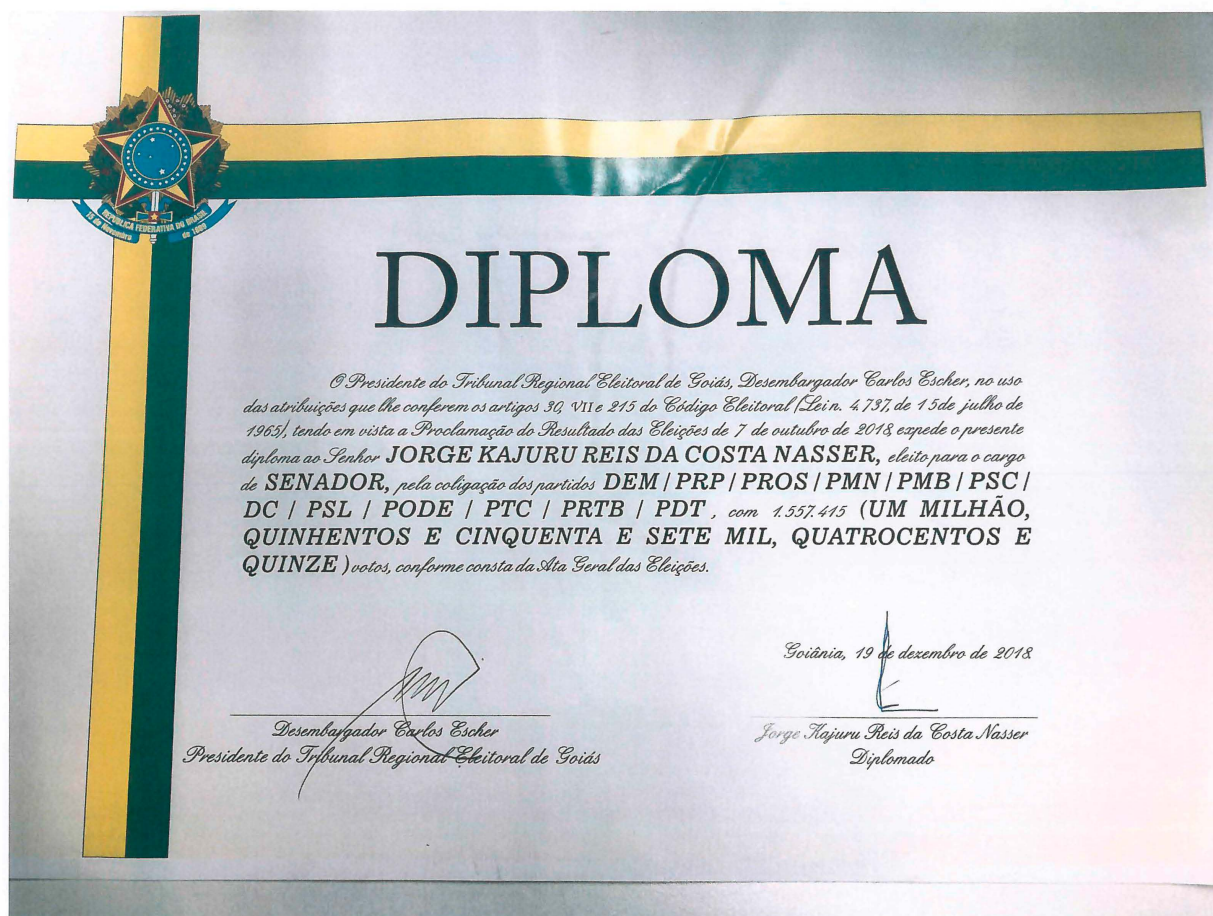 REPÚBLICA FEDERATIVA DO BRASIL
15 de Novembro de 1889
DIPLOMA
O Presidente do Tribunal Regional Eleitoral de Goiás, Desembargador Carlos Escher, no uso
das atribuições que lhe conferem os artigos 30, VII e 215 do Código Eleitoral (Lei n. 4.737, de 15 de julho de
1965), tendo em vista a Proclamação do Resultado das Eleições de 7 de outubro de 2018, expede o presente
diploma ao Senhor JORGE KAJURU REIS DA COSTA NASSER, eleito para o cargo
de SENADOR, pela coligação dos partidos DEM / PRP / PROS / PMN / PMB / PSC /
DC / PSL / PODE / PTC / PRTB / PDT , com 1.557.415 (UM MILHÃO,
QUINHENTOS E CINQUENTA E SETE MIL, QUATROCENTOS E
QUINZE ) votos, conforme consta da Ata Geral das Eleições.
Goiânia, 19 de dezembro de 2018.
Desembargador Carlos Escher
Presidente do Tribunal Regional Eleitoral de Goiás
Jorge Kajuru Reis da Costa Nasser
Diplomado